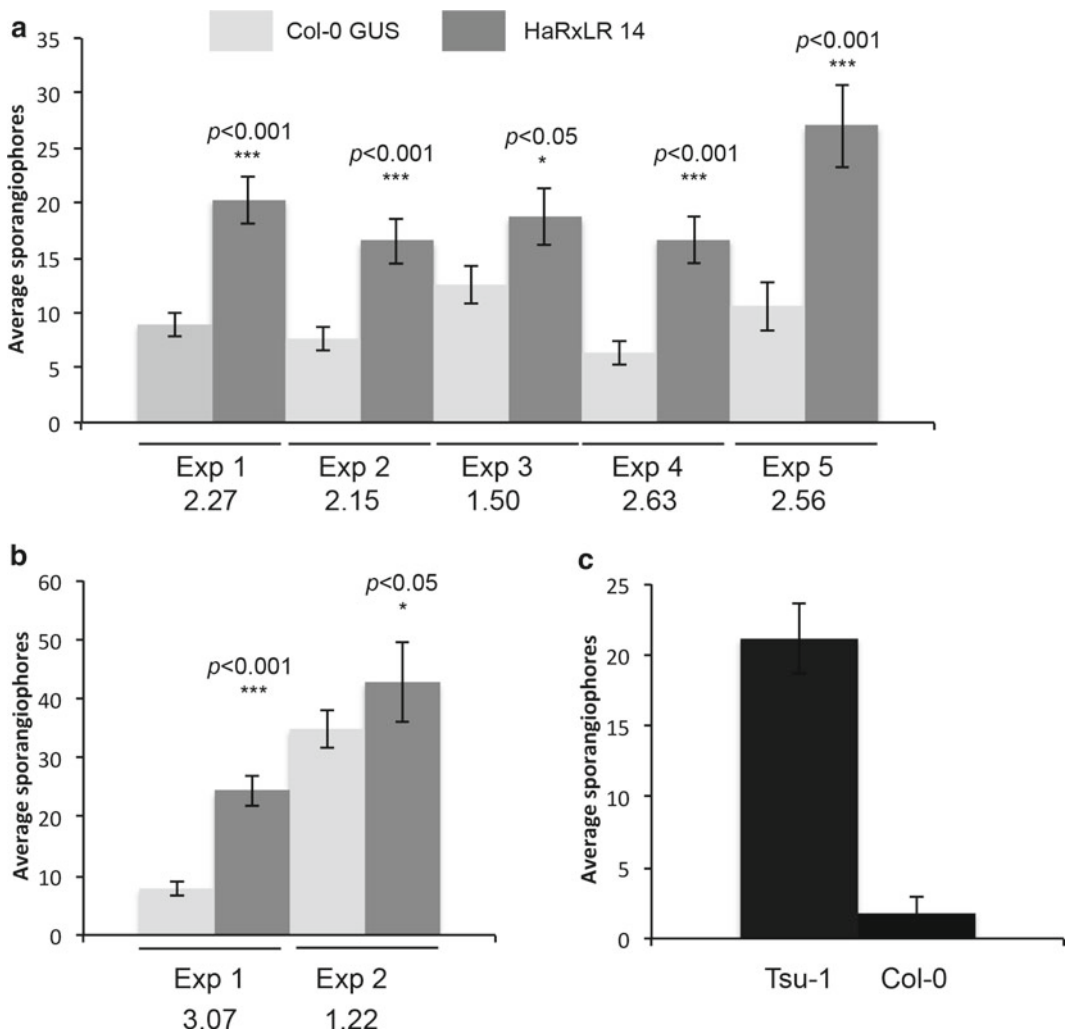 a
Col-0 GUS
HaRxLR 14
Average sporangiophores
35
30
25
20
15
10
5
0
p<0.001
***
p<0.001
***
p<0.05
*
p<0.001
***
p<0.001
***
Exp 1
Exp 2
Exp 3
Exp 4
Exp 5
2.27
2.15
1.50
2.63
2.56
b
Average sporangiophores
60
50
40
30
20
10
0
p<0.001
***
p<0.05
*
Exp 1
Exp 2
3.07
1.22
c
Average sporangiophores
25
20
15
10
5
0
Tsu-1
Col-0